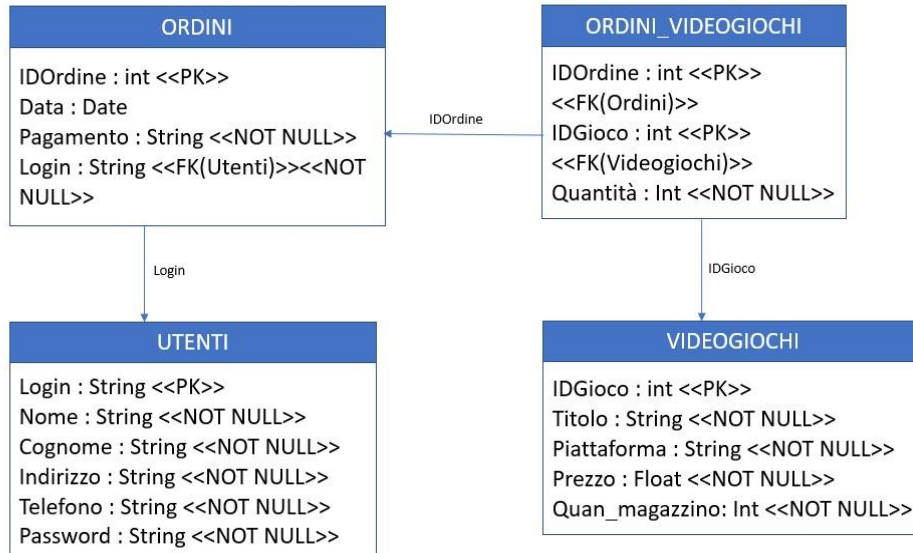 ORDINI
IDOrdine : int <<PK>>
Data : Date
Pagamento : String <<NOT NULL>>
Login : String <<FK(Utenti)>><<NOT
NULL>>
IDOrdine
ORDINI_VIDEOGIOCHI
IDOrdine : int <<PK>>
<<FK(Ordini)>>
IDGioco : int <<PK>>
<<FK(Videogiochi)>>
Quantità : Int <<NOT NULL>>
Login
IDGioco
UTENTI
Login : String <<PK>>
Nome : String <<NOT NULL>>
Cognome : String <<NOT NULL>>
Indirizzo : String <<NOT NULL>>
Telefono : String <<NOT NULL>>
Password : String <<NOT NULL>>
VIDEOGIOCHI
IDGioco : int <<PK>>
Titolo : String <<NOT NULL>>
Piattaforma : String <<NOT NULL>>
Prezzo : Float <<NOT NULL>>
Quan_magazzino: Int <<NOT NULL>>